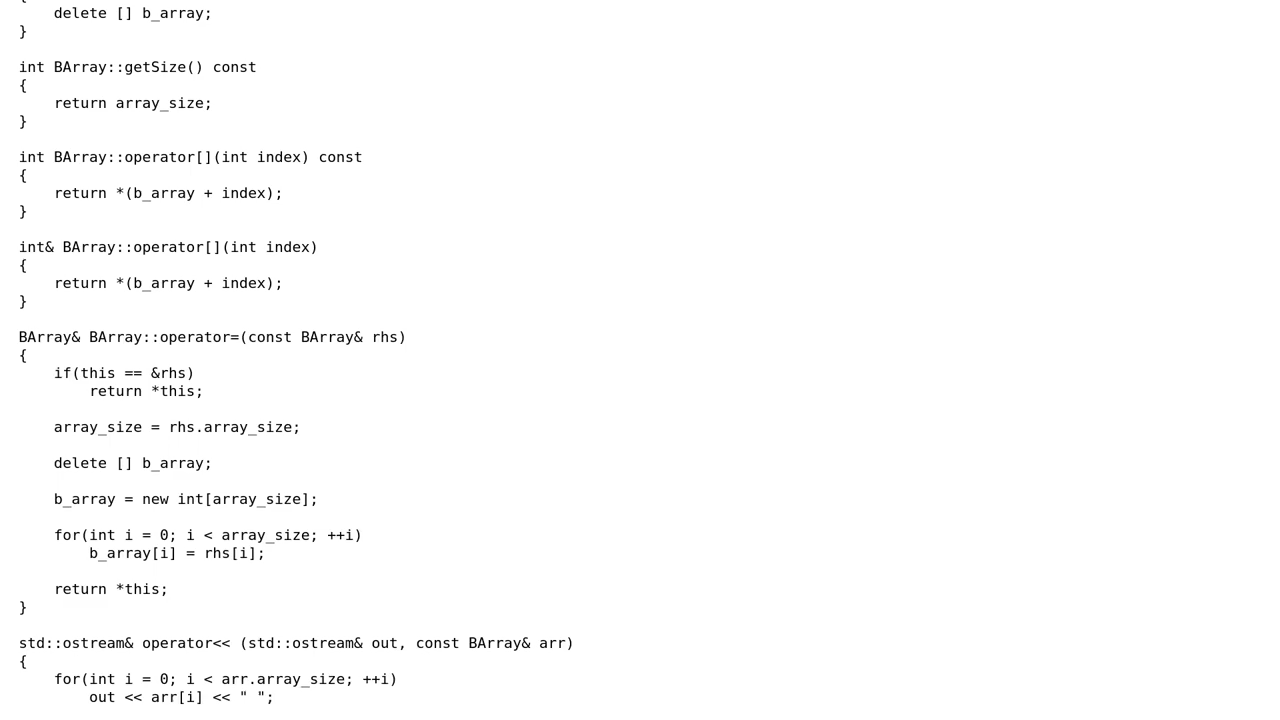 {
    delete [] b_array;
}

int BArray::getSize() const
{
    return array_size;
}

int BArray::operator[](int index) const
{
    return *(b_array + index);
}

int& BArray::operator[](int index)
{
    return *(b_array + index);
}

BArray& BArray::operator=(const BArray& rhs)
{
    if(this == &rhs)
        return *this;

    array_size = rhs.array_size;

    delete [] b_array;

    b_array = new int[array_size];

    for(int i = 0; i < array_size; ++i)
        b_array[i] = rhs[i];

    return *this;
}

std::ostream& operator<< (std::ostream& out, const BArray& arr)
{
    for(int i = 0; i < arr.array_size; ++i)
        out << arr[i] << " ";